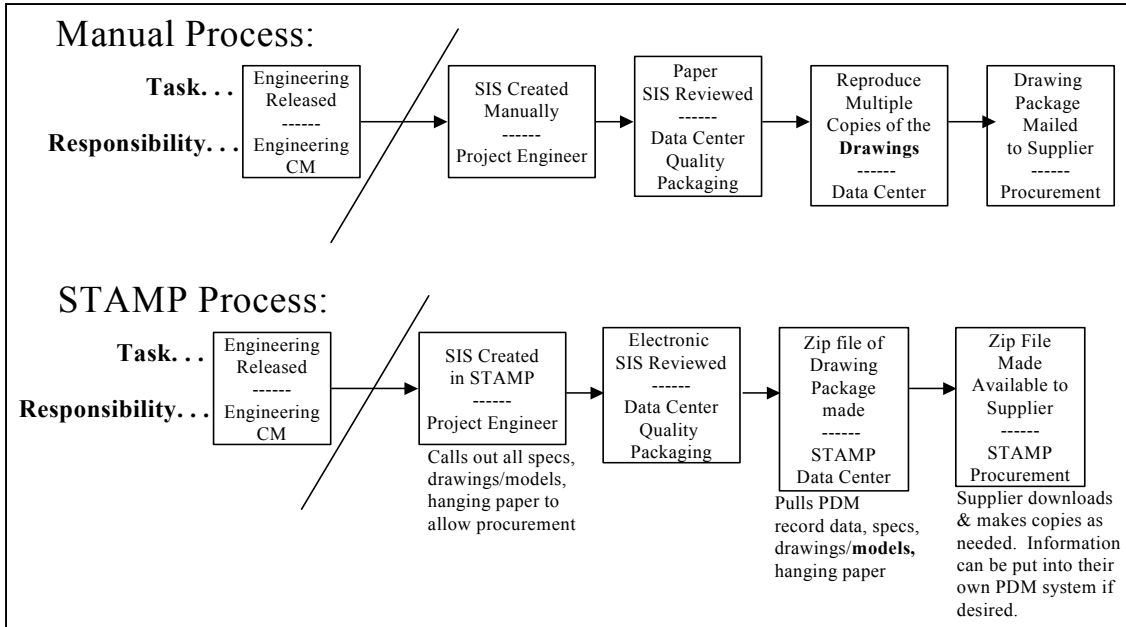 Manual Process:
Task. . .
Responsibility. . .
Engineering
Released
------
Engineering
CM
SIS Created
Manually
------
Project Engineer
Paper
SIS Reviewed
------
Data Center
Quality
Packaging
Reproduce
Multiple
Copies of the
Drawings
------
Data Center
Drawing
Package
Mailed
to Supplier
------
Procurement
STAMP Process:
Task. . .
Responsibility. . .
Engineering
Released
------
Engineering
CM
SIS Created
in STAMP
------
Project Engineer
Calls out all specs,
drawings/models,
hanging paper to
allow procurement
Electronic
SIS Reviewed
------
Data Center
Quality
Packaging
Zip file of
Drawing
Package
made
------
STAMP
Data Center
Pulls PDM
record data, specs,
drawings/models,
hanging paper
Zip File
Made
Available to
Supplier
------
STAMP
Procurement
Supplier downloads
& makes copies as
needed. Information
can be put into their
own PDM system if
desired.